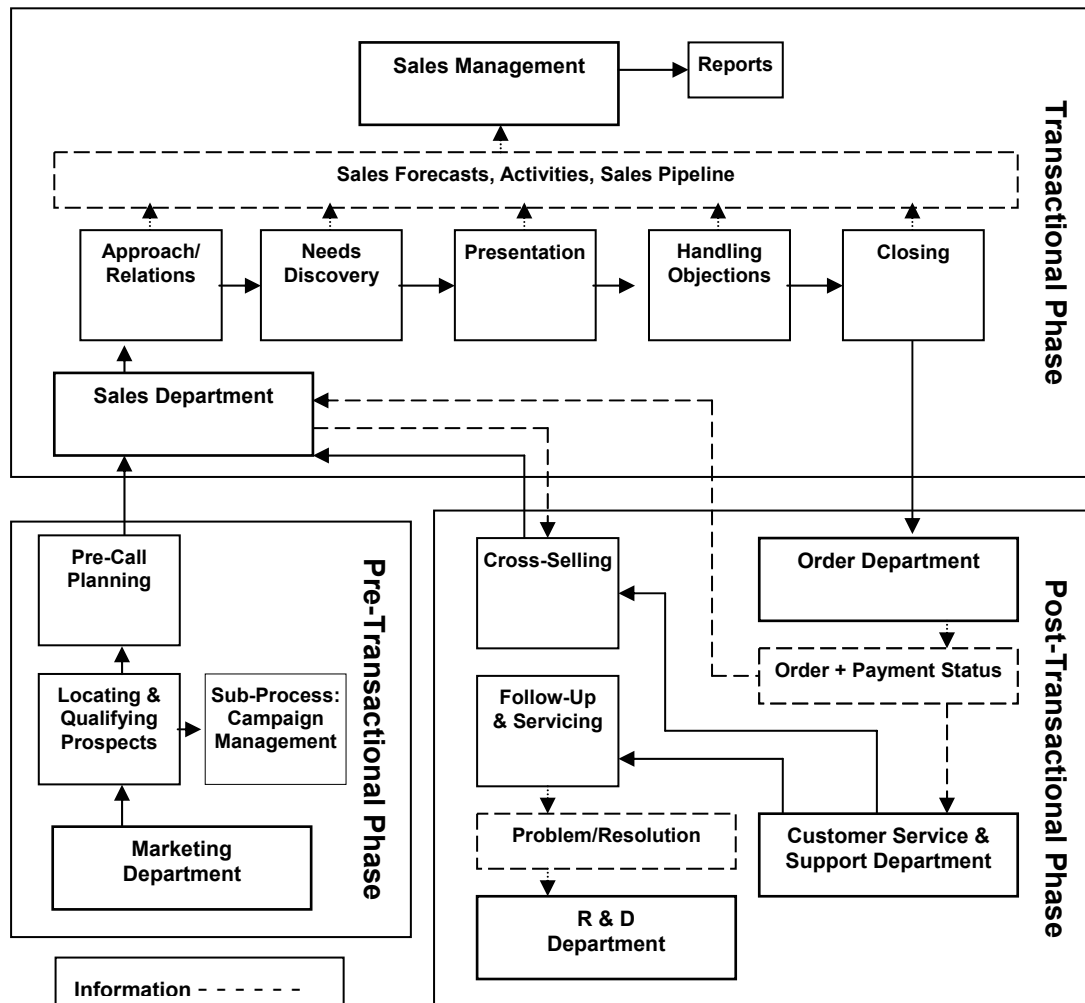 Sales Management
Reports
Transactional Phase
Sales Forecasts, Activities, Sales Pipeline
Approach/
Relations
Needs
Discovery
Presentation
Handling
Objections
Closing
Sales Department
Pre-Call
Planning
Locating &
Qualifying
Prospects
Sub-Process:
Campaign
Management
Marketing
Department
Pre-Transactional Phase
Cross-Selling
Order Department
Order + Payment Status
Follow-Up
& Servicing
Problem/Resolution
Customer Service &
Support Department
R & D
Department
Post-Transactional Phase
Information